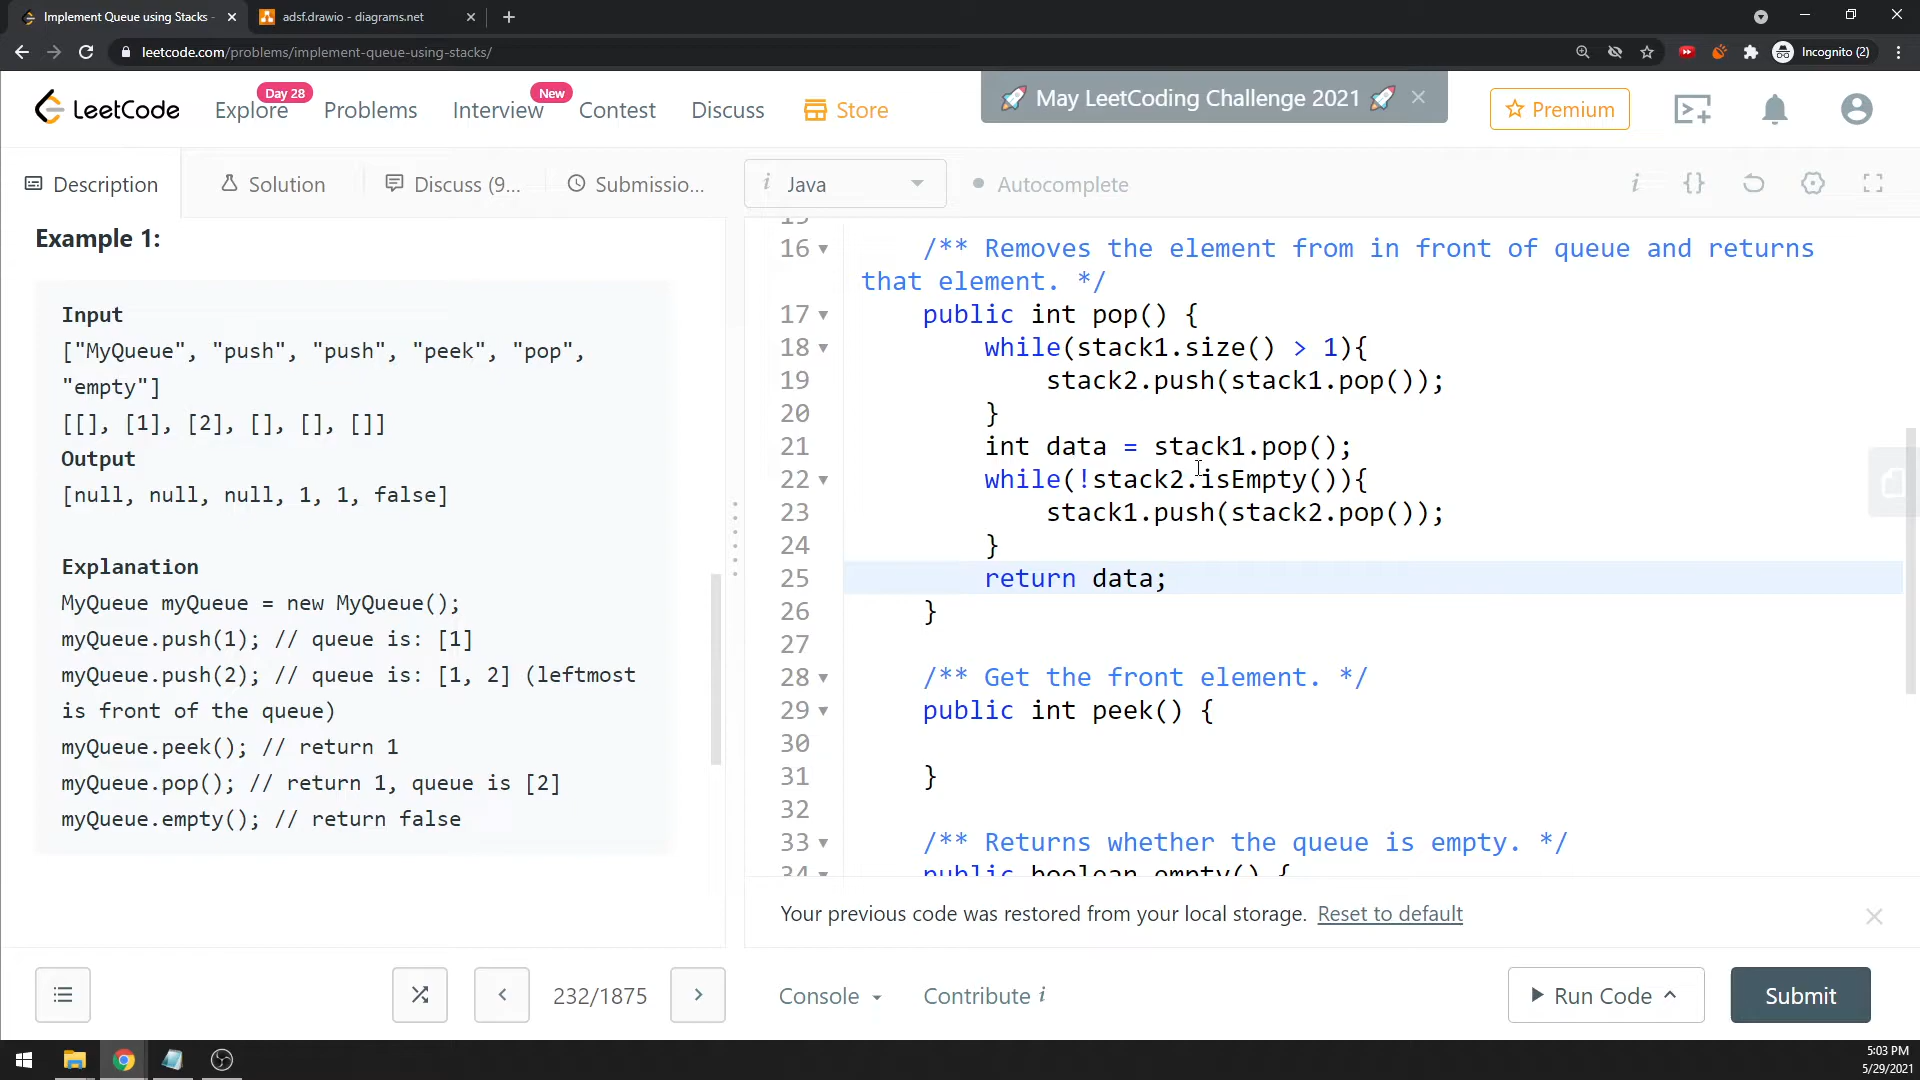 Implement Queue using Stacks -
adsf.drawio - diagrams.net
leetcode.com/problems/implement-queue-using-stacks/
Incognito (2)
LeetCode
Explore
Day 28
Problems
Interview
New
Contest
Discuss
Store
🚀 May LeetCoding Challenge 2021 🚀
Premium
Description
Solution
Discuss (9...
Submissio...
i Java
Autocomplete
Example 1:
Input
["MyQueue", "push", "push", "peek", "pop",
"empty"]
[[], [1], [2], [], [], []]
Output
[null, null, null, 1, 1, false]
Explanation
MyQueue myQueue = new MyQueue();
myQueue.push(1); // queue is: [1]
myQueue.push(2); // queue is: [1, 2] (leftmost
is front of the queue)
myQueue.peek(); // return 1
myQueue.pop(); // return 1, queue is [2]
myQueue.empty(); // return false
15
16 /** Removes the element from in front of queue and returns
that element. */
17 public int pop() {
18 while(stack1.size() > 1){
19 stack2.push(stack1.pop());
20 }
21 int data = stack1.pop();
22 while(!stack2.isEmpty()){
23 stack1.push(stack2.pop());
24 }
25 return data;
26 }
27
28 /** Get the front element. */
29 public int peek() {
30
31 }
32
33 /** Returns whether the queue is empty. */
34 public boolean empty() {
Your previous code was restored from your local storage. Reset to default
232/1875
Console
Contribute i
Run Code
Submit
5:03 PM
5/29/2021